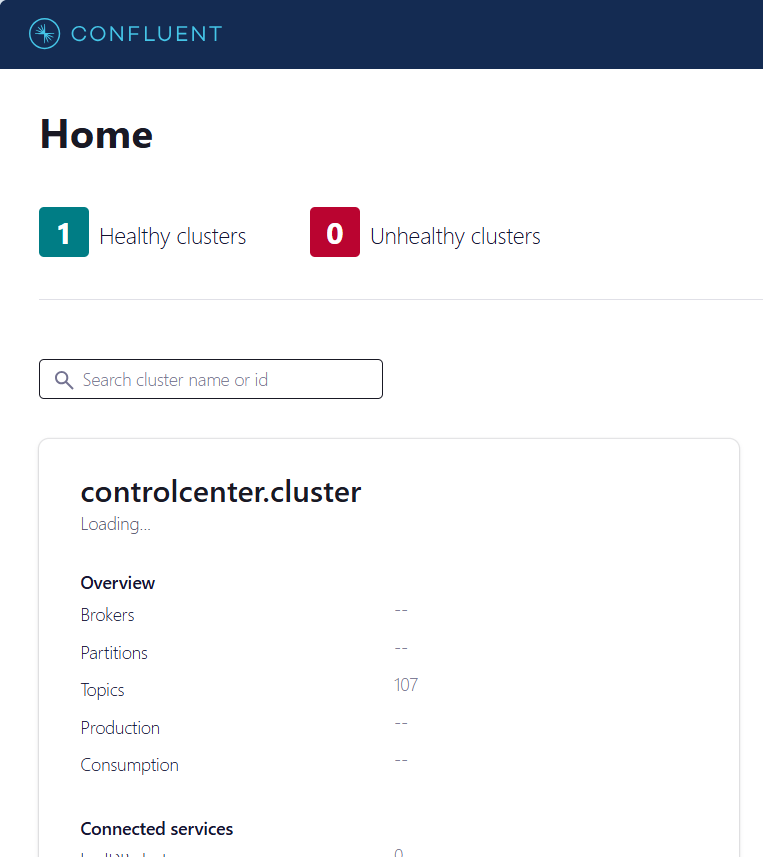 CONFLUENT
Home
1 Healthy clusters 0 Unhealthy clusters
Search cluster name or id
controlcenter.cluster
Loading...
Overview
Brokers --
Partitions --
Topics 107
Production --
Consumption --
Connected services
0